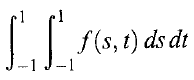 ∫_{-1}^{1} ∫_{-1}^{1} f(s, t) ds dt